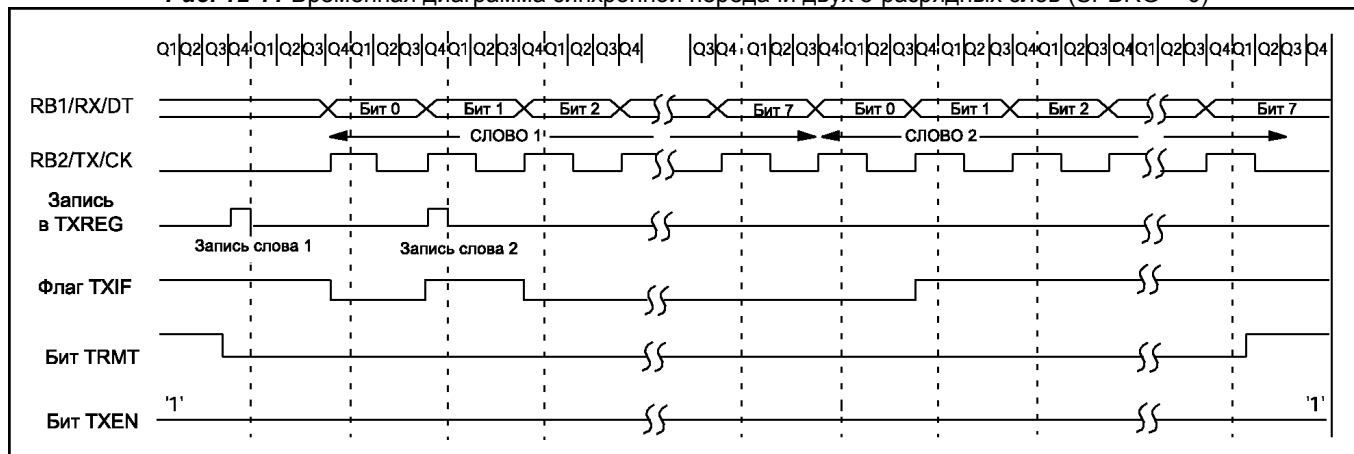 Временная диаграмма синхронной передачи двух 8-разрядных слов
Q1 Q2 Q3 Q4 Q1 Q2 Q3 Q4 Q1 Q2 Q3 Q4 Q1 Q2 Q3 Q4 Q1 Q2 Q3 Q4 Q3 Q4 Q1 Q2 Q3 Q4 Q1 Q2 Q3 Q4 Q1 Q2 Q3 Q4 Q1 Q2 Q3 Q4 Q1 Q2 Q3 Q4 Q1 Q2 Q3 Q4
RB1/RX/DT Бит 0 Бит 1 Бит 2 Бит 7 Бит 0 Бит 1 Бит 2 Бит 7
СЛОВО 1 СЛОВО 2
RB2/TX/CK
Запись
в TXREG
Запись слова 1 Запись слова 2
Флаг TXIF
Бит TRMT
'1' '1'
Бит TXEN